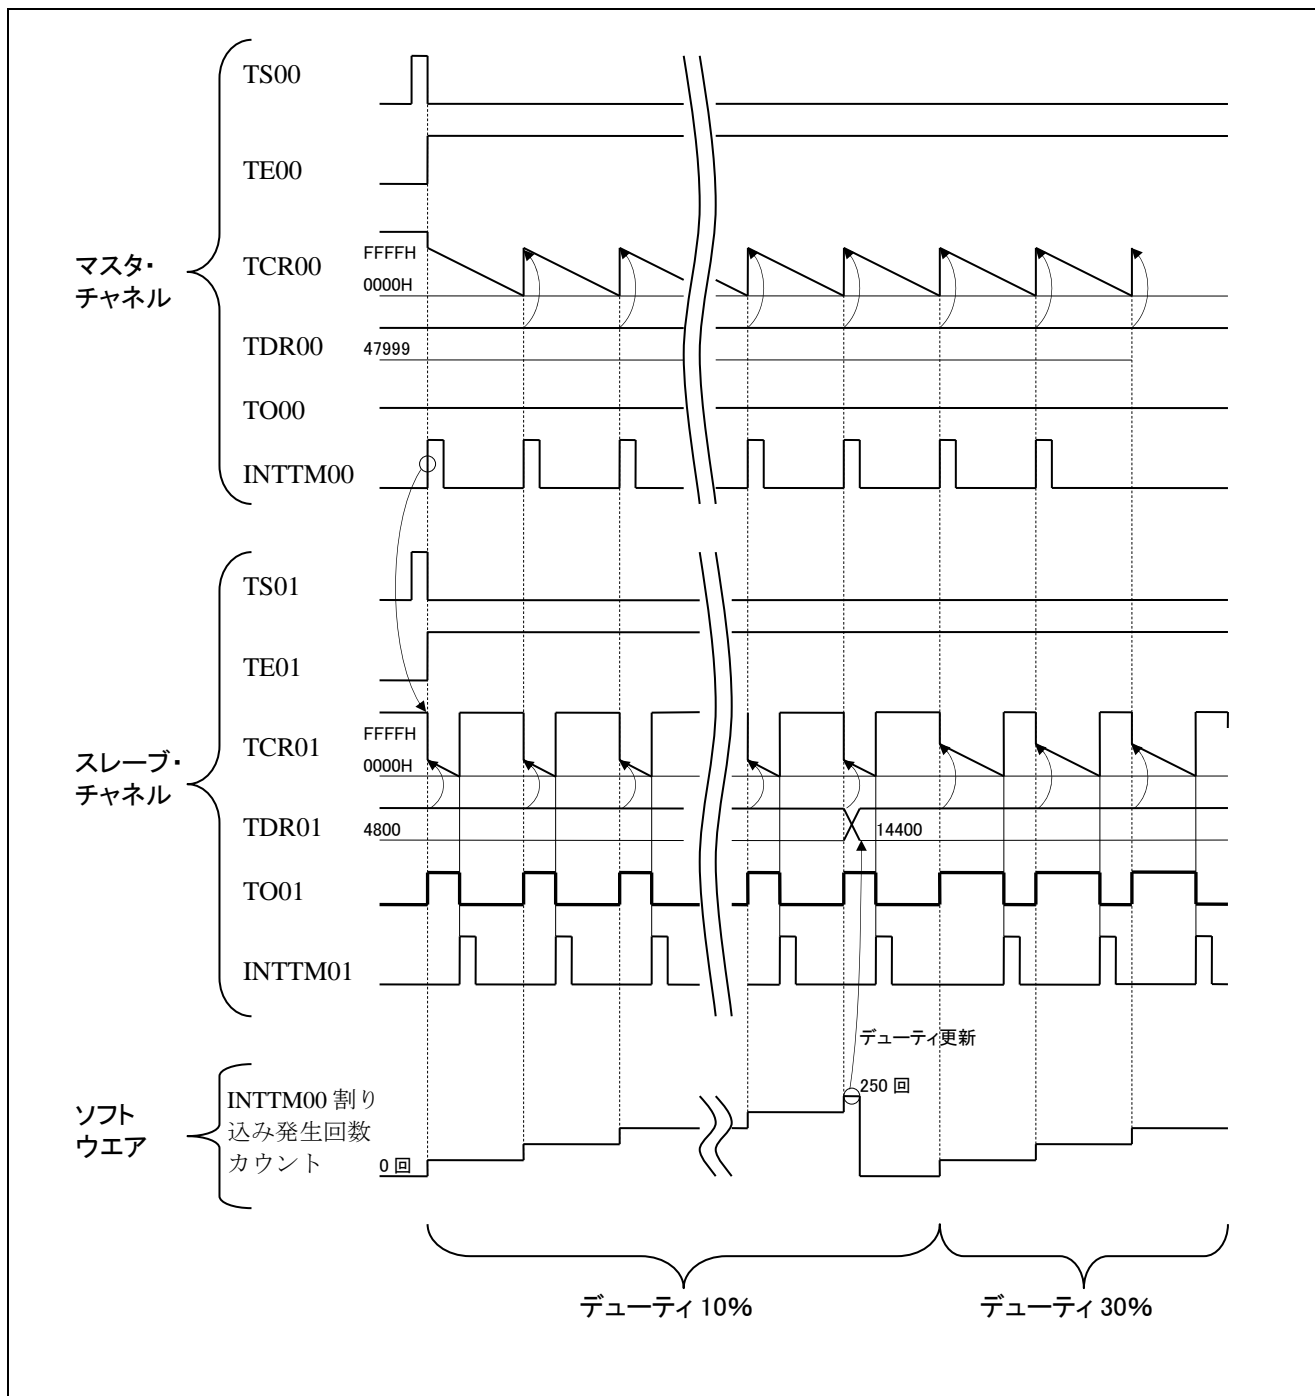 TS00
TE00
マスタ・
チャネル
TCR00
FFFFH
0000H
TDR00
47999
TO00
INTTM00
TS01
TE01
スレーブ・
チャネル
TCR01
FFFFH
0000H
TDR01
4800
14400
TO01
INTTM01
デューティ更新
ソフト
ウエア
INTTM00 割り
込み発生回数
カウント
0 回
250 回
デューティ 10%
デューティ 30%